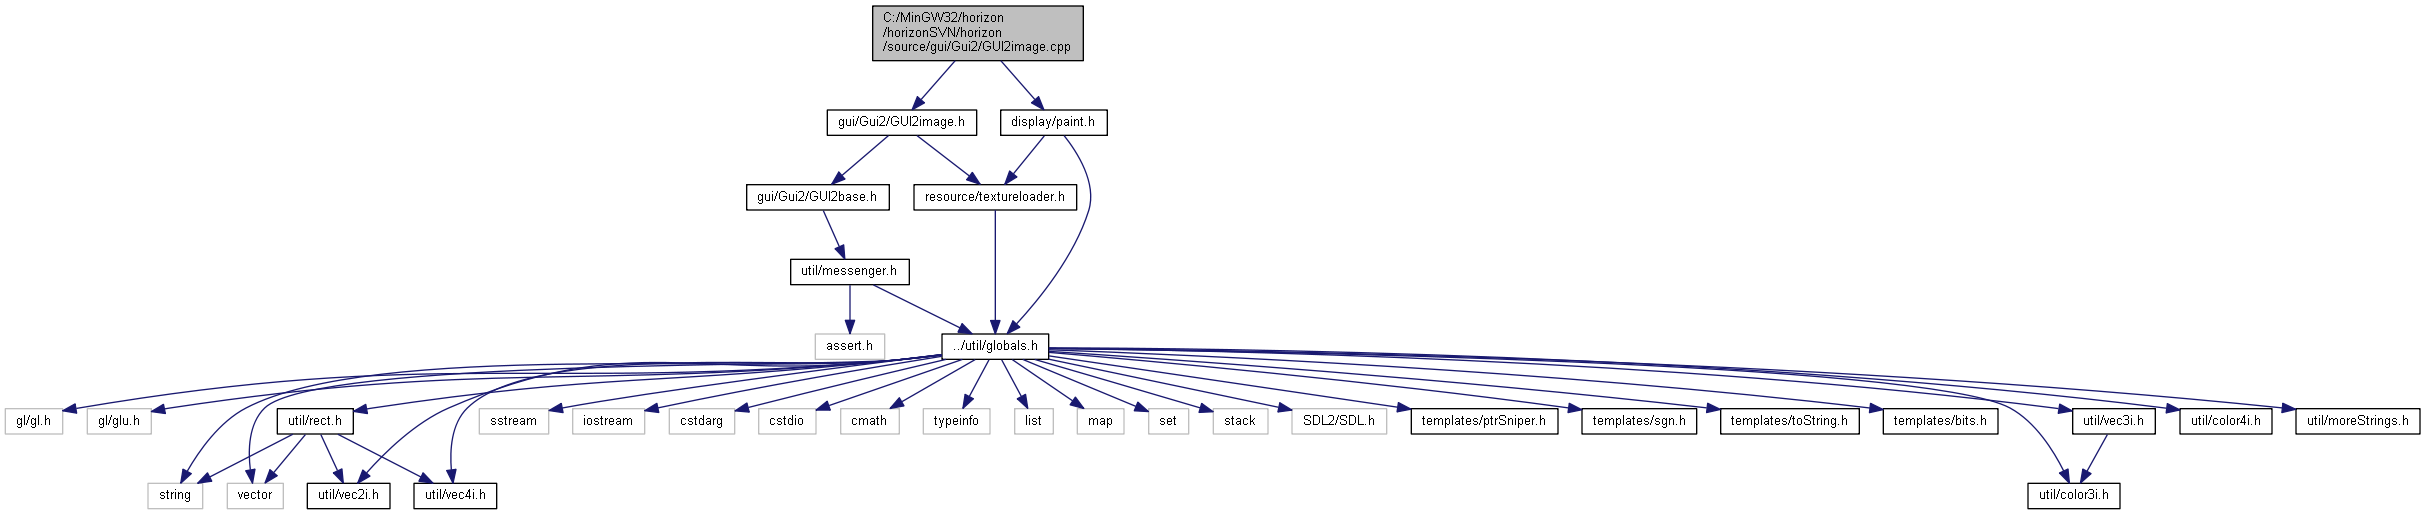 C:/MinGW32/horizon
/horizonSVN/horizon
/source/gui/Gui2/GUI2image.cpp
gui/Gui2/GUI2image.h
display/paint.h
gui/Gui2/GUI2base.h
resource/textureloader.h
util/messenger.h
assert.h
../util/globals.h
gl/gl.h
gl/glu.h
util/rect.h
sstream
iostream
cstdarg
cstdio
cmath
typeinfo
list
map
set
stack
SDL2/SDL.h
templates/ptrSniper.h
templates/sgn.h
templates/toString.h
templates/bits.h
util/vec3i.h
util/color4i.h
util/moreStrings.h
string
vector
util/vec2i.h
util/vec4i.h
util/color3i.h